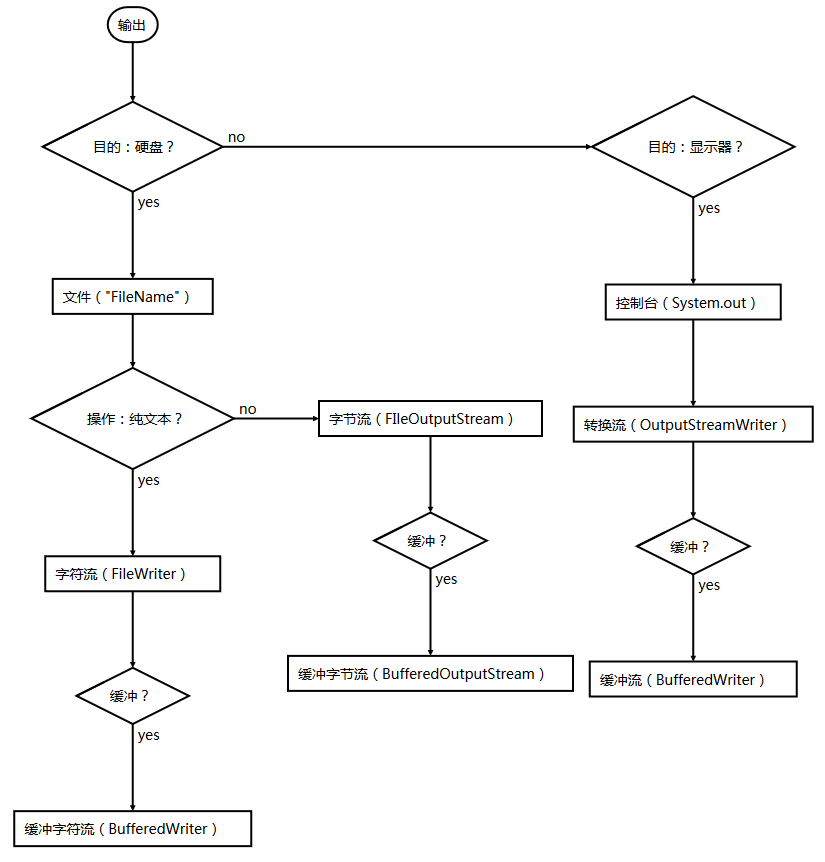 输出
目的：硬盘？
no
目的：显示器？
yes
yes
文件（"FileName"）
控制台（System.out）
操作：纯文本？
no
字节流（FIleOutputStream）
转换流（OutputStreamWriter）
yes
缓冲？
缓冲？
字符流（FileWriter）
yes
yes
缓冲字节流（BufferedOutputStream）
缓冲流（BufferedWriter）
缓冲？
yes
缓冲字符流（BufferedWriter）